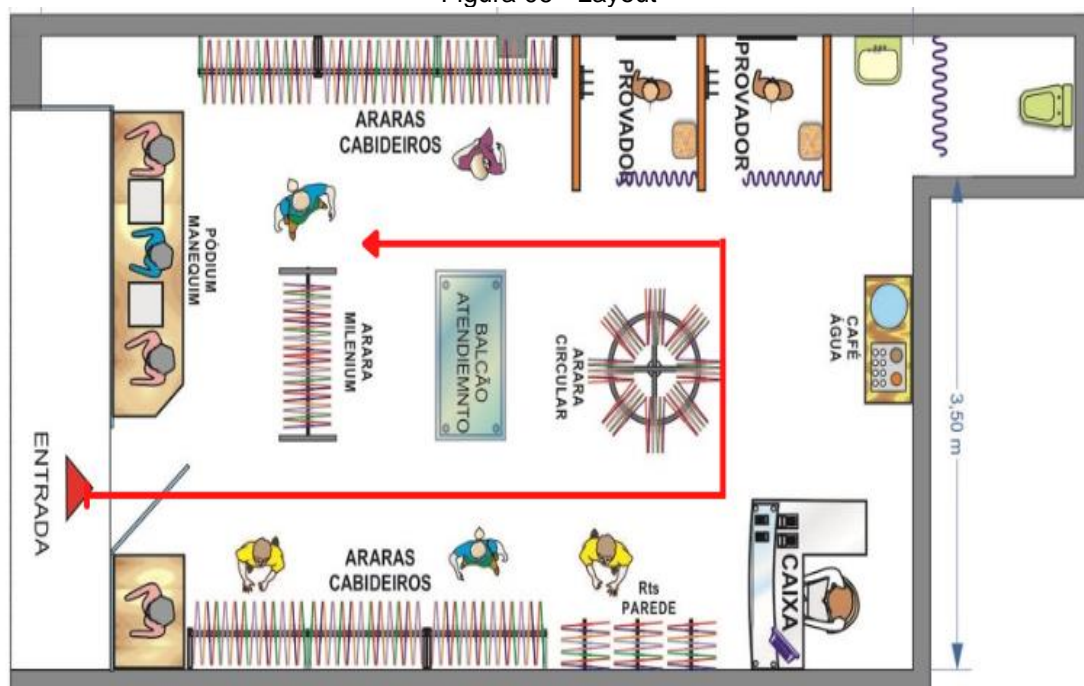 Figura 06 - Layout
ARARAS
CABIDEIROS
PROVADOR
PROVADOR
PÓDIUM
MANEQUIM
ARARA
MILENIUM
BALCÃO
ATENDIEMNTO
ARARA
CIRCULAR
CAFÉ
ÁGUA
3,50 m
ENTRADA
ARARAS
CABIDEIROS
Rts
PAREDE
CAIXA